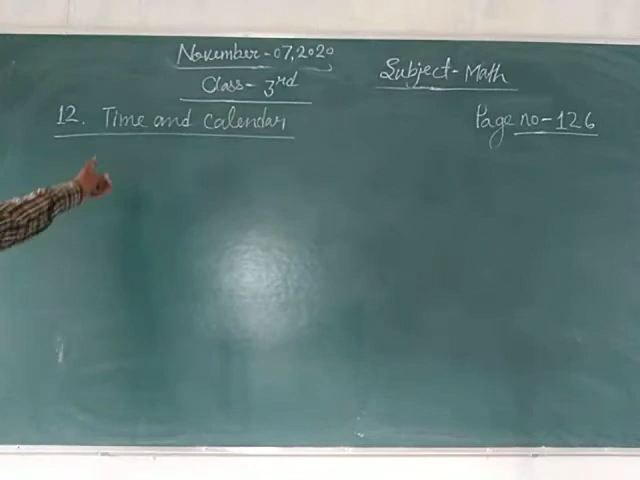 November-07,2020
Class-3rd
Subject-Math
12. Time and Calendar
Page no-126